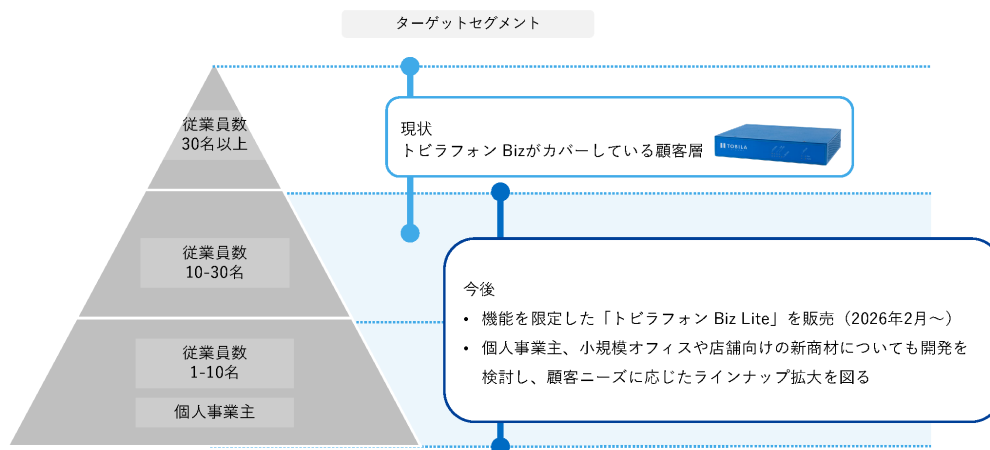 ターゲットセグメント
従業員数
30名以上
現状
トビラフォン Bizがカバーしている顧客層
TOBILA
従業員数
10-30名
今後
• 機能を限定した「トビラフォン Biz Lite」を販売（2026年2月～）
• 個人事業主、小規模オフィスや店舗向けの新商材についても開発を
検討し、顧客ニーズに応じたラインナップ拡大を図る
従業員数
1-10名
個人事業主